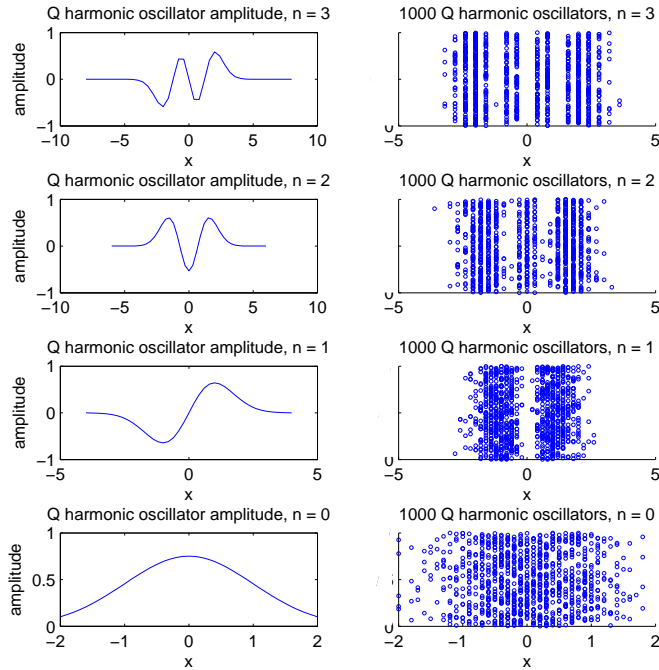 Q harmonic oscillator amplitude, n = 3
1000 Q harmonic oscillators, n = 3
1
0
−1
amplitude
−10
−5
0
5
10
x
−5
0
5
x
Q harmonic oscillator amplitude, n = 2
1000 Q harmonic oscillators, n = 2
1
0
−1
amplitude
−10
−5
0
5
10
x
−5
0
5
x
Q harmonic oscillator amplitude, n = 1
1000 Q harmonic oscillators, n = 1
1
0
−1
amplitude
−5
0
5
x
−5
0
5
x
Q harmonic oscillator amplitude, n = 0
1000 Q harmonic oscillators, n = 0
1
0.5
0
amplitude
−2
−1
0
1
2
x
−2
−1
0
1
2
x